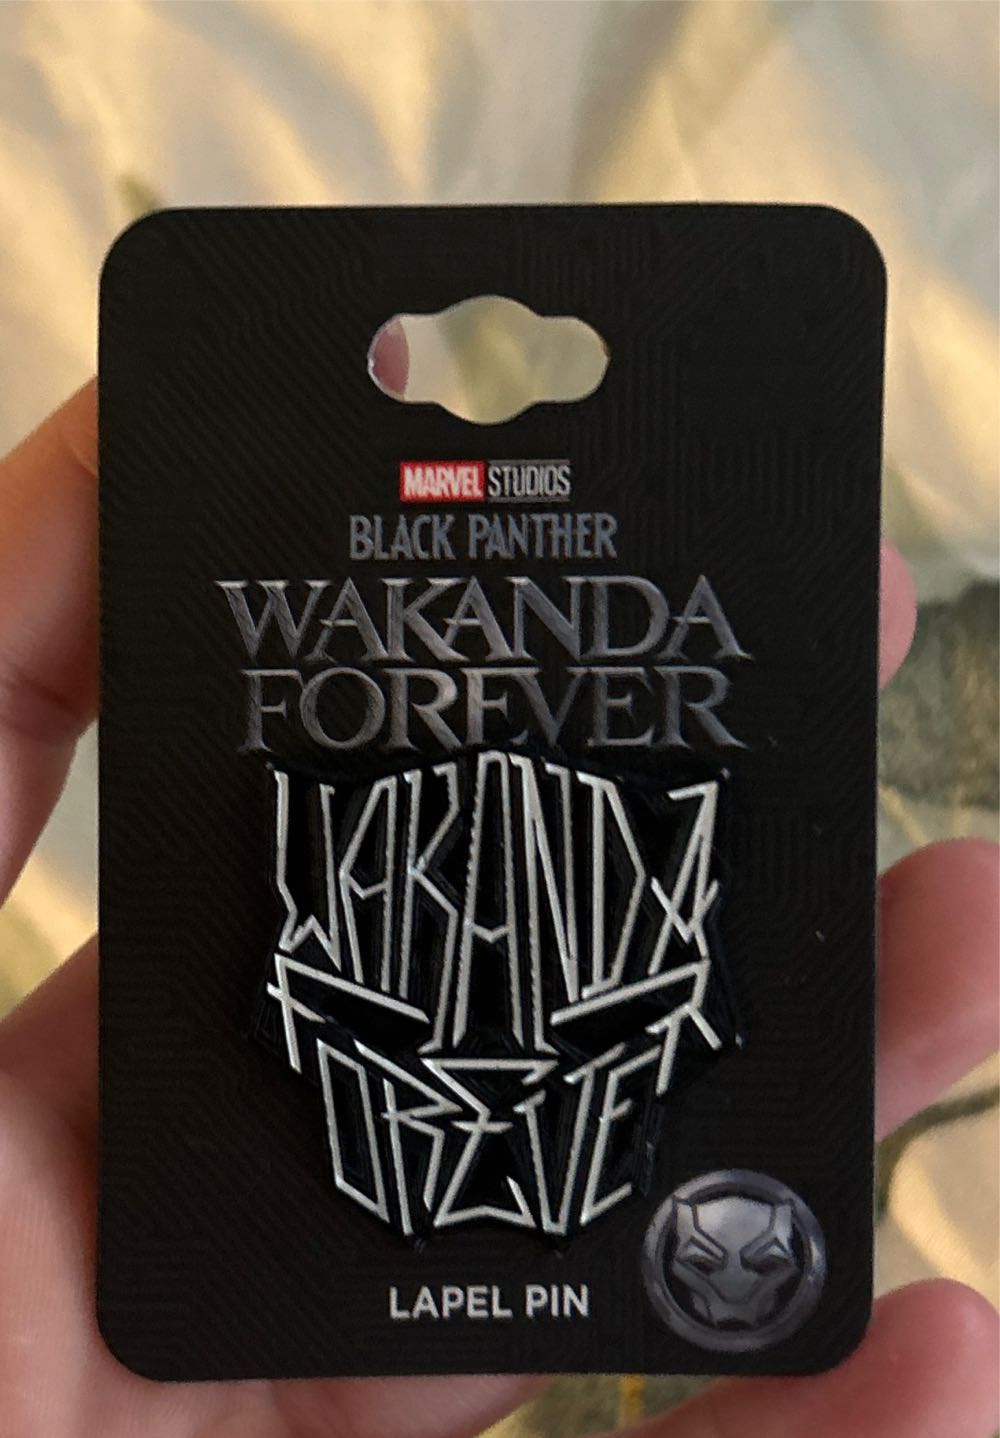 MARVEL STUDIOS
BLACK PANTHER
WAKANDA
FOREVER
WAKANDA
FOREVER
LAPEL PIN